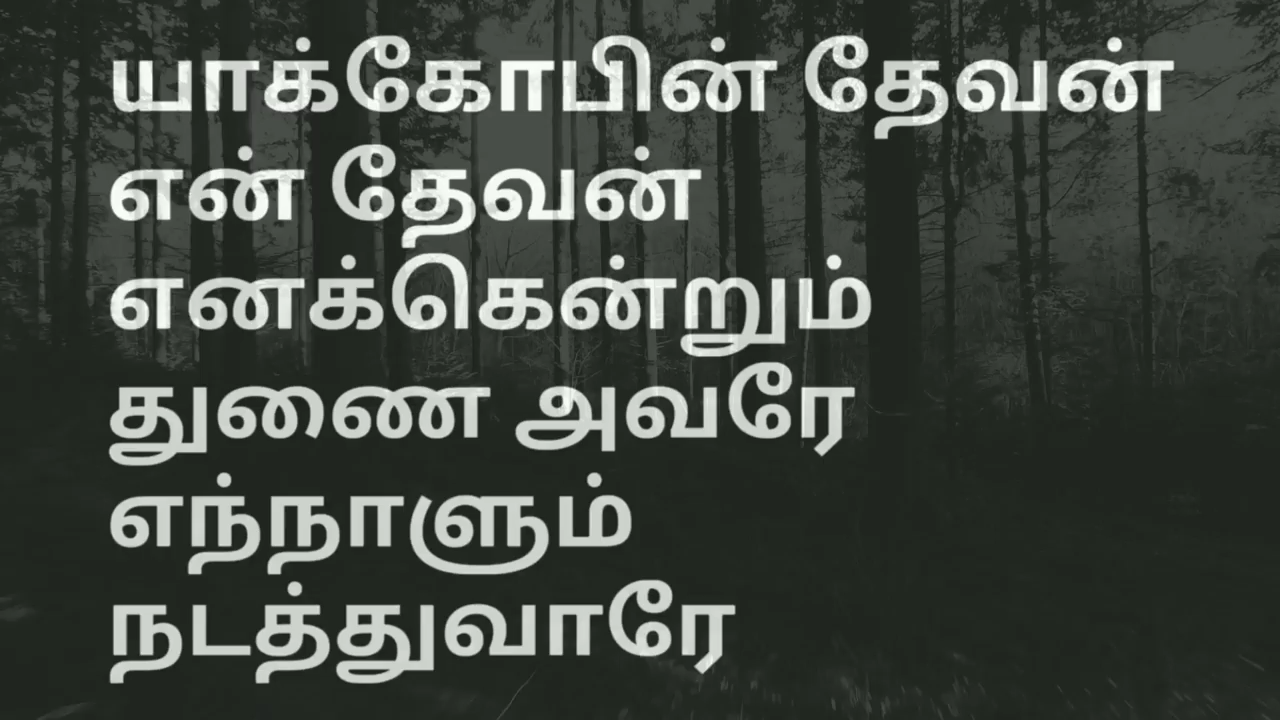 யாக்கோபின் தேவன்
என் தேவன்
எனக்கென்றும்
துணை அவரே
எந்நாளும்
நடத்துவாரே